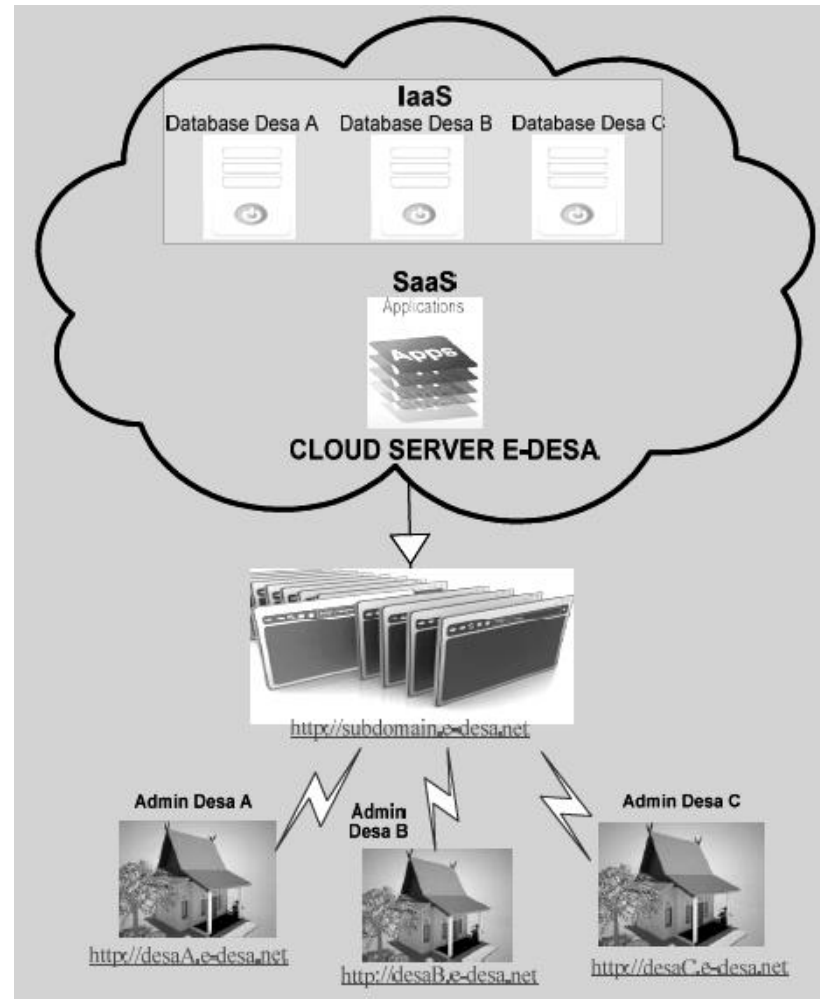 IaaS
Database Desa A Database Desa B Database Desa C
SaaS
Applications
Apps
CLOUD SERVER E-DESA
http://subdomain.e-desa.net
Admin Desa A
Admin
Desa B
Admin Desa C
http://desaA.e-desa.net
http://desaB.e-desa.net
http://desaC.e-desa.net